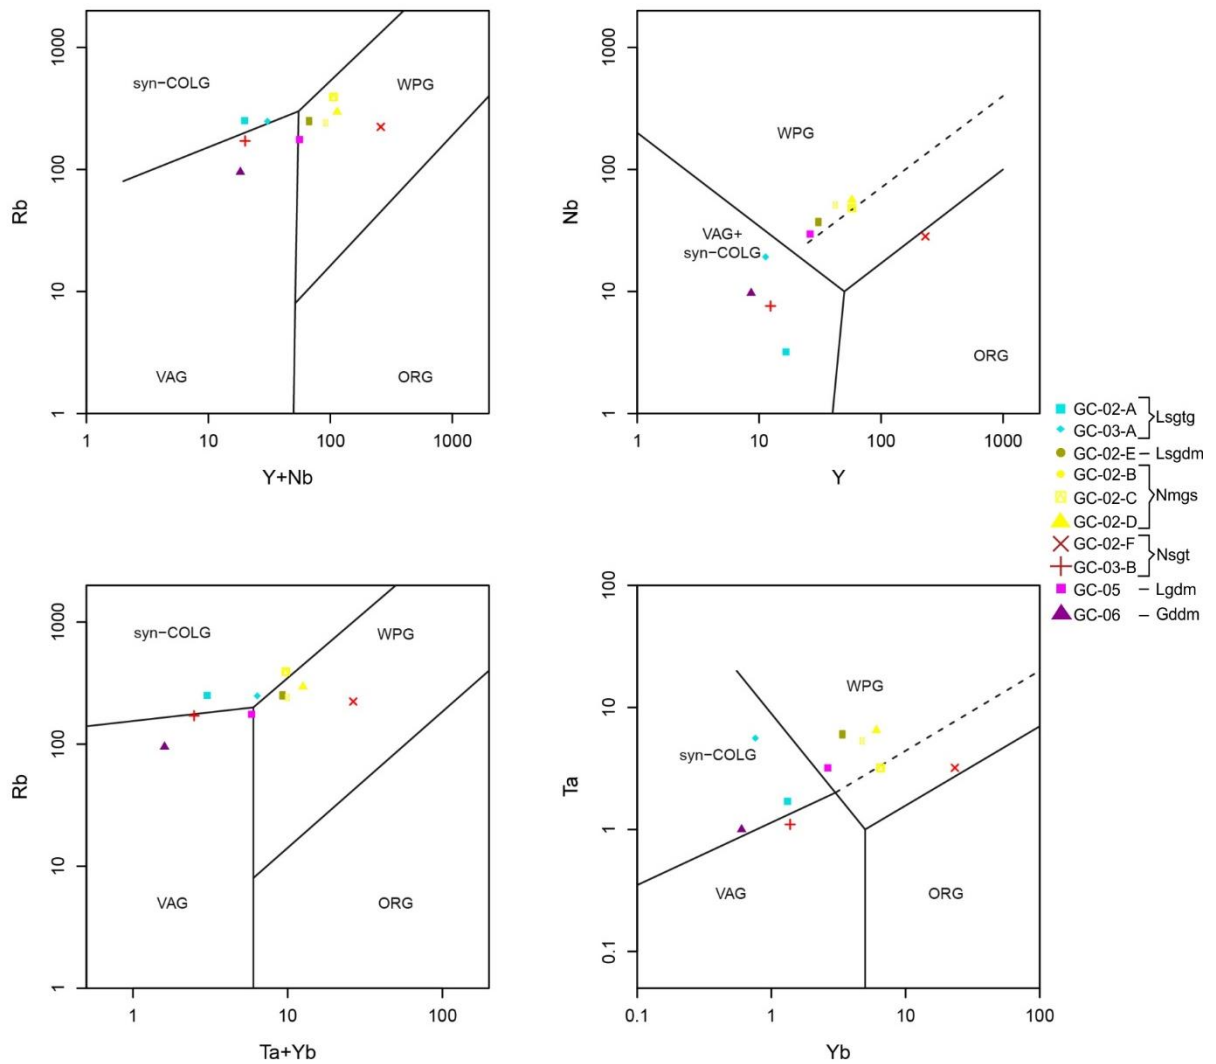 1000
100
10
1
Rb
syn−COLG
WPG
VAG
ORG
1 10 100 1000
Y+Nb
1000
100
10
1
Nb
WPG
VAG+
syn−COLG
ORG
1 10 100 1000
Y
GC-02-A
GC-03-A
Lsgtg
GC-02-E – Lsgdm
GC-02-B
GC-02-C
GC-02-D
Nmgs
GC-02-F
GC-03-B
Nsgt
GC-05 – Lgdm
GC-06 – Gddm
1000
100
10
1
Rb
syn−COLG
WPG
VAG
ORG
1 10 100
Ta+Yb
100
10
1
0.1
Ta
WPG
syn−COLG
VAG
ORG
0.1 1 10 100
Yb